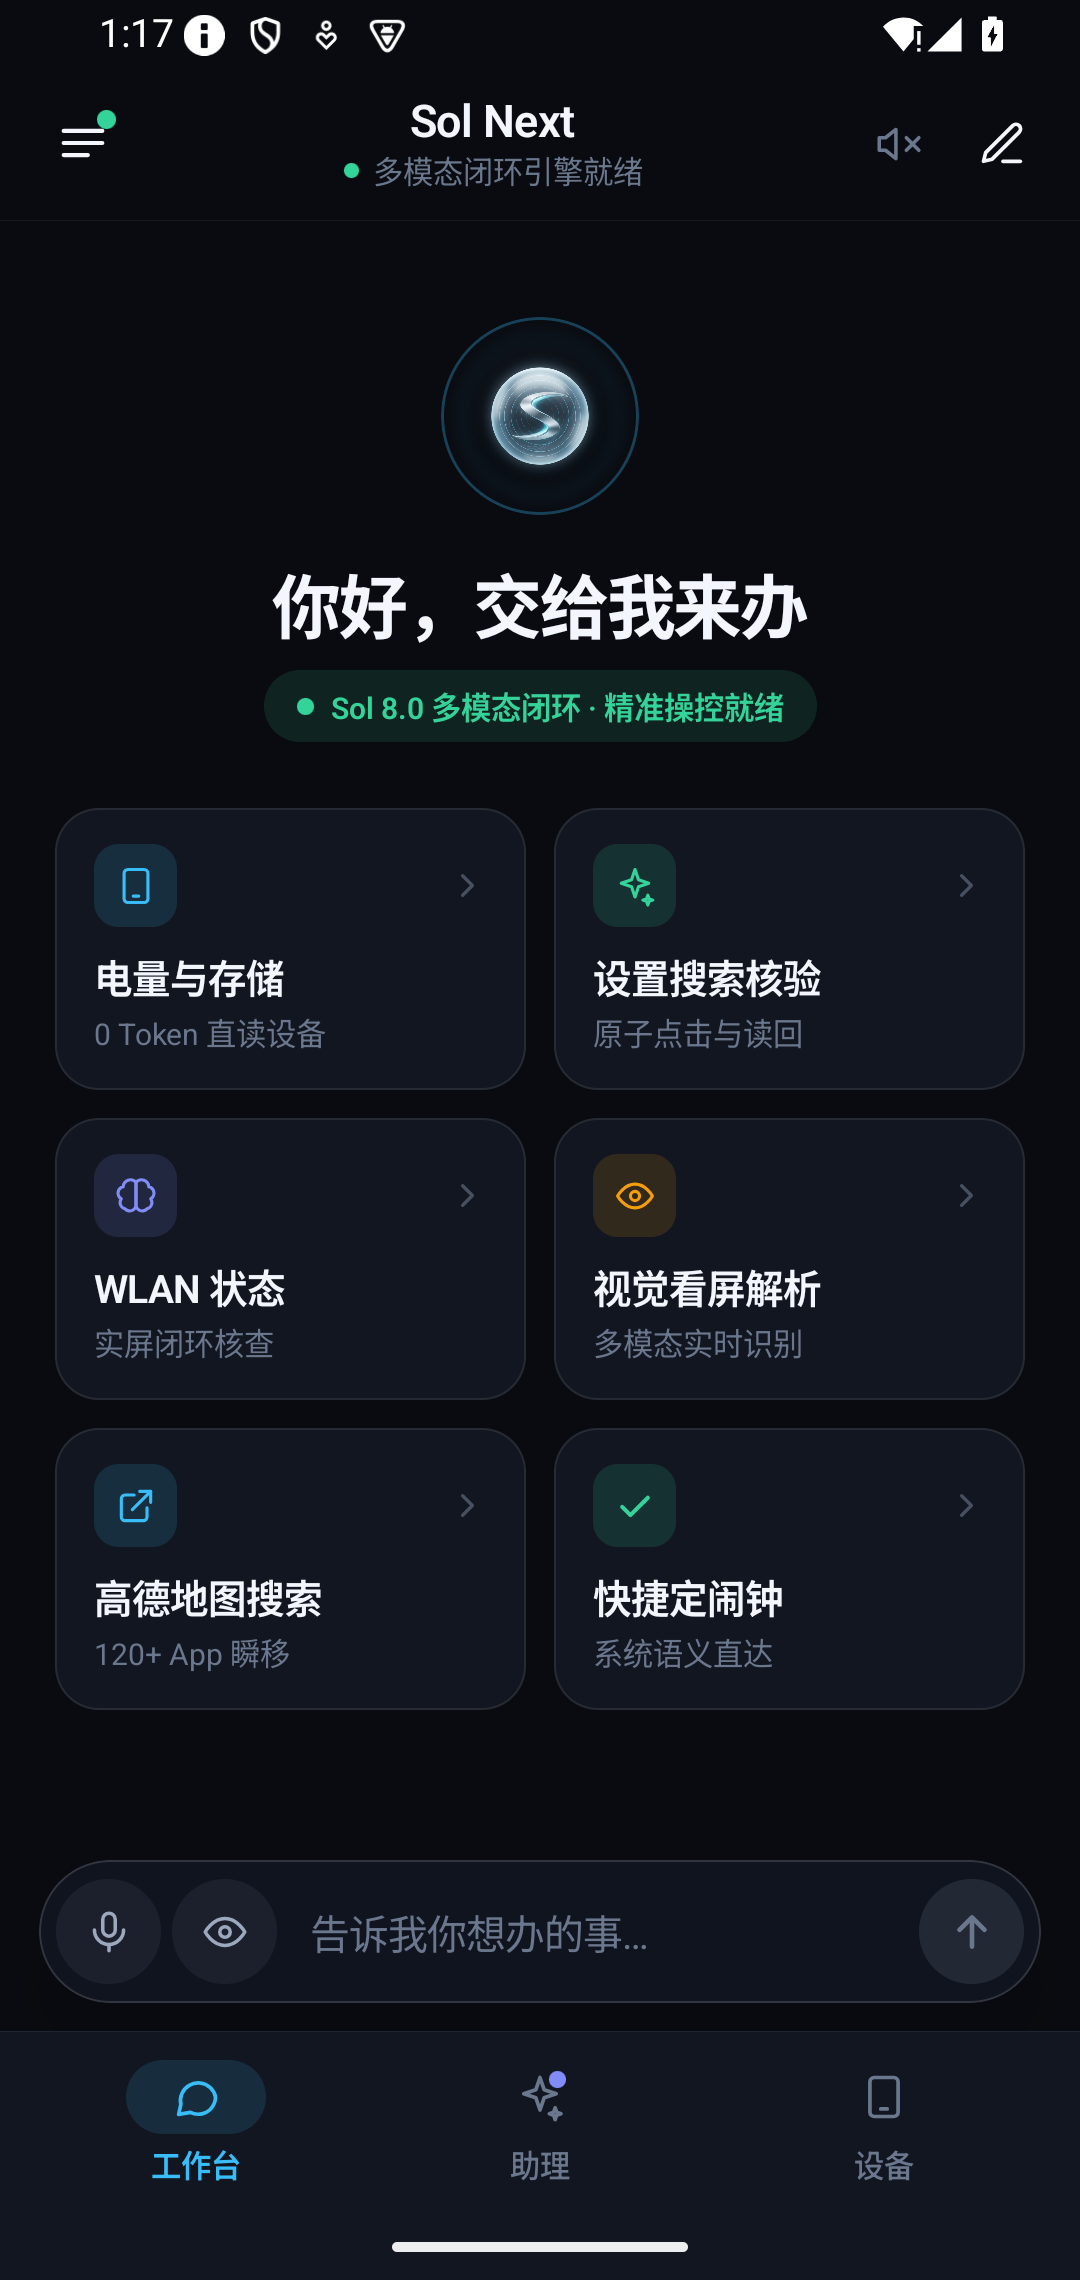 1:17
Sol Next
多模态闭环引擎就绪
你好，交给我来办
Sol 8.0 多模态闭环 · 精准操控就绪
电量与存储
0 Token 直读设备
设置搜索核验
原子点击与读回
WLAN 状态
实屏闭环核查
视觉看屏解析
多模态实时识别
高德地图搜索
120+ App 瞬移
快捷定闹钟
系统语义直达
告诉我你想办的事...
工作台
助理
设备